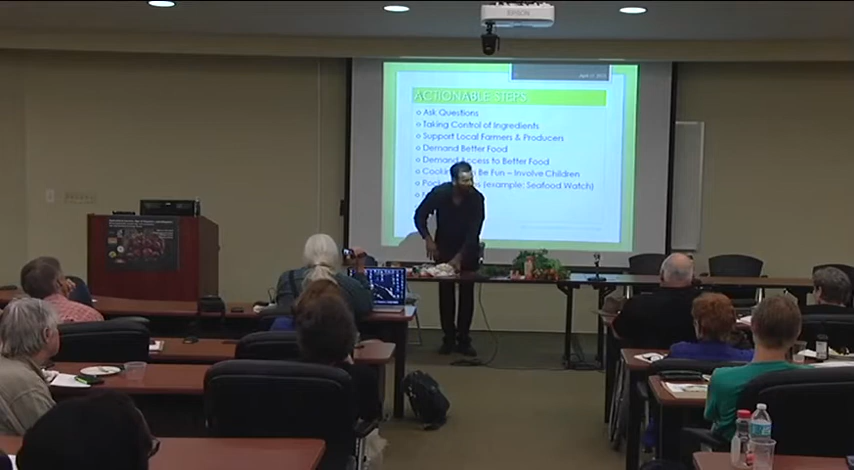 EPSON
ACTIONABLE STEPS
Ask Questions
Taking Control of Ingredients
Support Local Farmers & Producers
Demand Better Food
Demand Access to Better Food
Be Fun – Involve Children
(example: Seafood Watch)